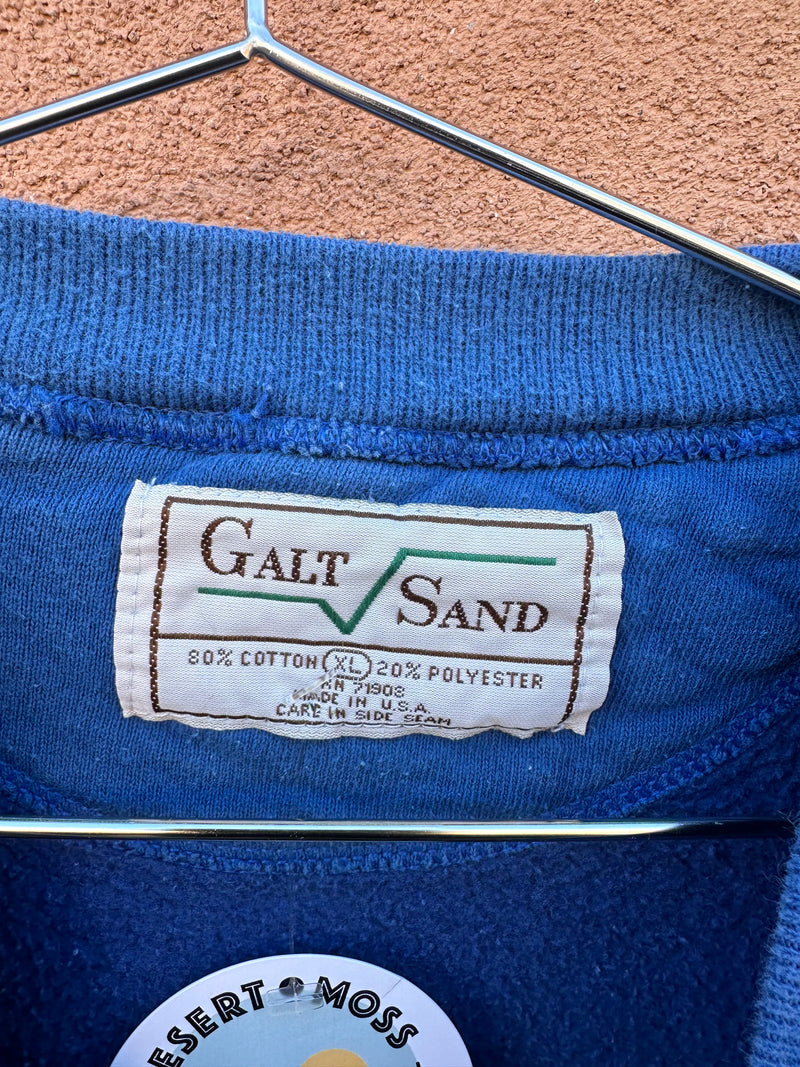 GALT
SAND
80% COTTON XL 20% POLYESTER
RN 71908
MADE IN U.S.A.
CARE IN SIDE SEAM
DESERT • MOSS